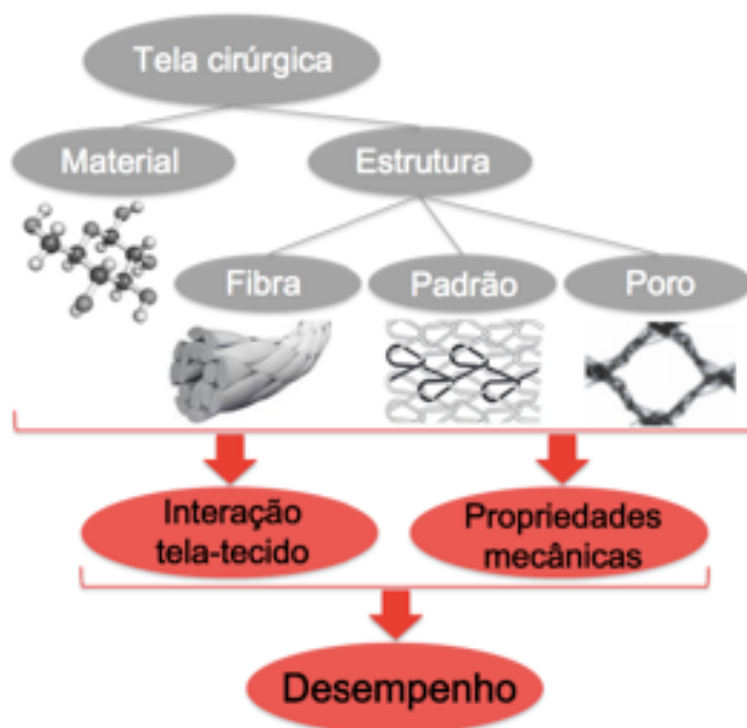 Tela cirúrgica
Material
Estrutura
Fibra
Padrão
Poro
Interação
tela-tecido
Propriedades
mecânicas
Desempenho